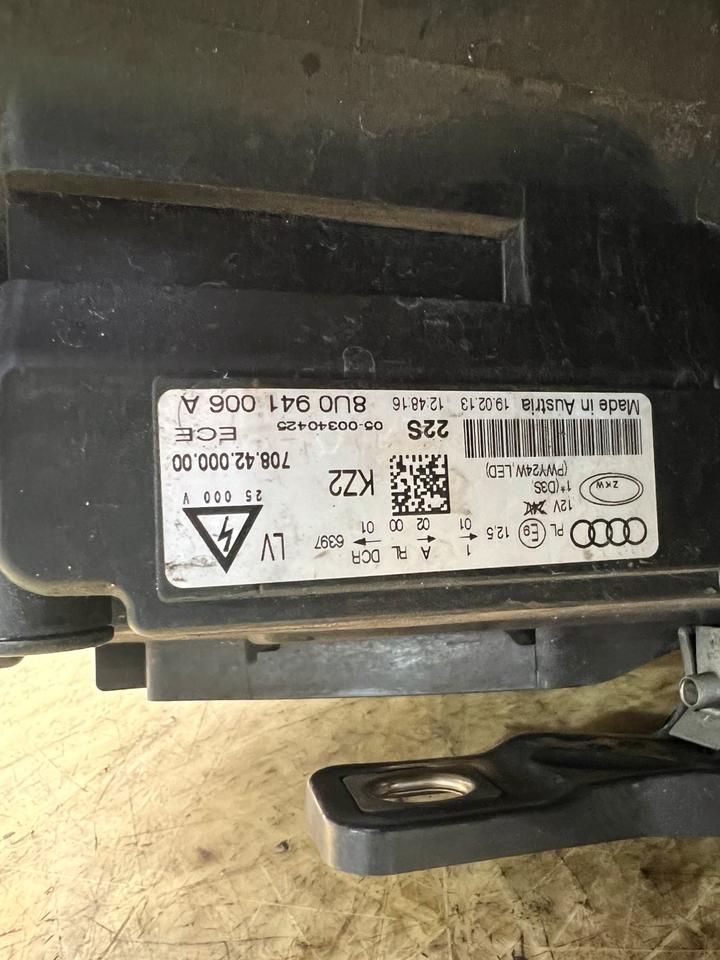 PL E9 12.5 1 A RL DCR 6397 LV
01 02 00 01
12V 24V
ZKW 1*(D3S,
(PWY24W,LED)
KZ2
25 000 V
708.42.000.00
22S ECE
05-00340425
Made in Austria 19.02.13 12:48:16 8U0 941 006 A